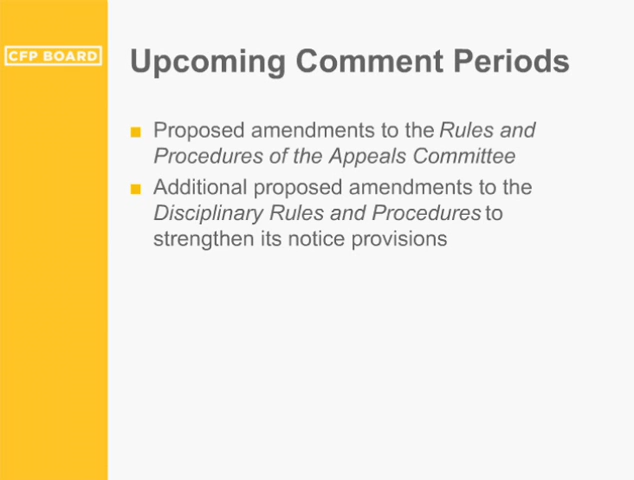 CFP BOARD
Upcoming Comment Periods
Proposed amendments to the Rules and
Procedures of the Appeals Committee
Additional proposed amendments to the
Disciplinary Rules and Procedures to
strengthen its notice provisions